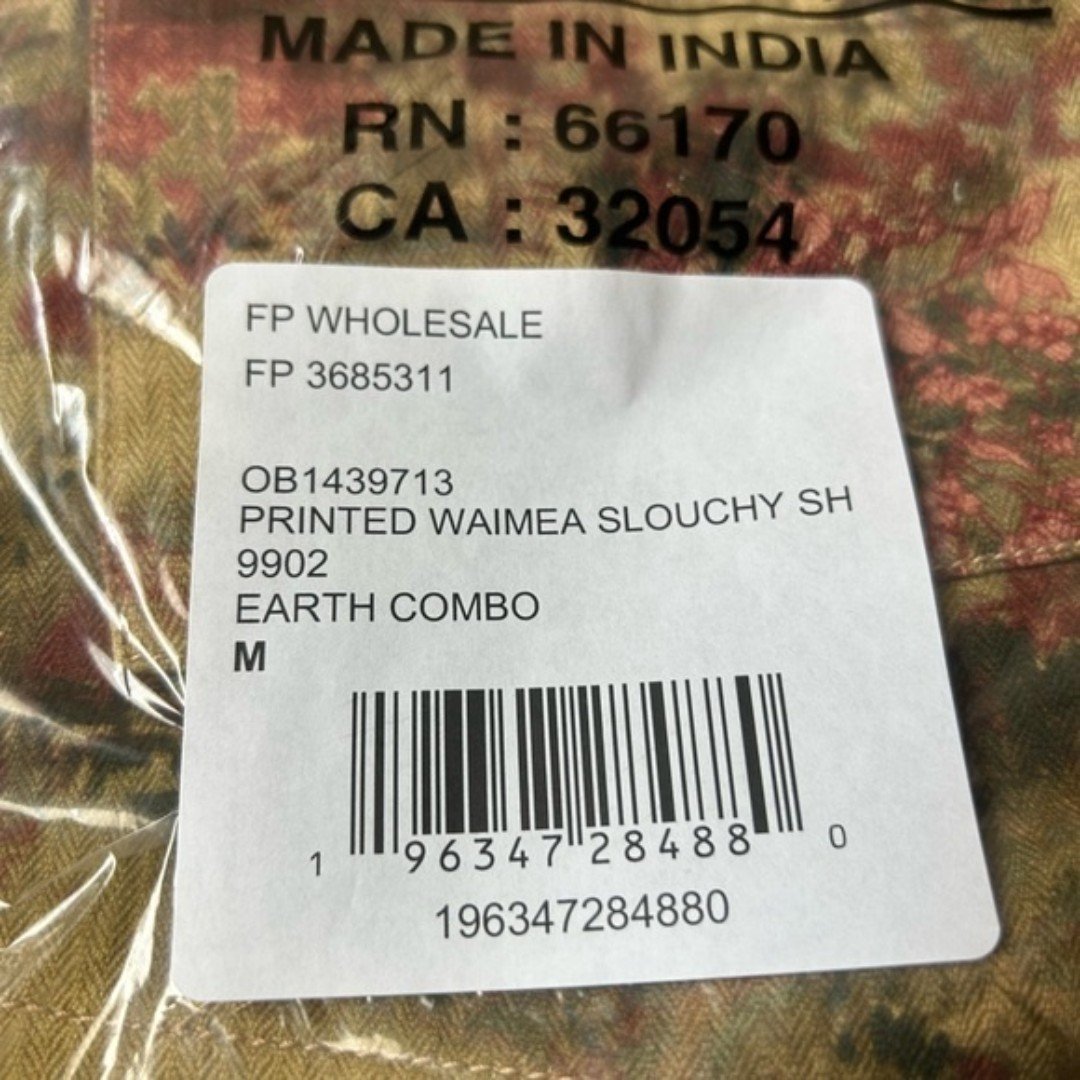 MADE IN INDIA
RN : 66170
CA : 32054
FP WHOLESALE
FP 3685311
OB1439713
PRINTED WAIMEA SLOUCHY SH
9902
EARTH COMBO
M
1 96347 28488 0
196347284880